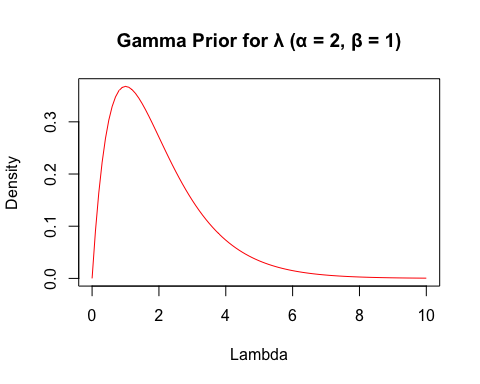 Gamma Prior for λ (α = 2, β = 1)
Density
0.3
0.2
0.1
0.0
0 2 4 6 8 10
Lambda